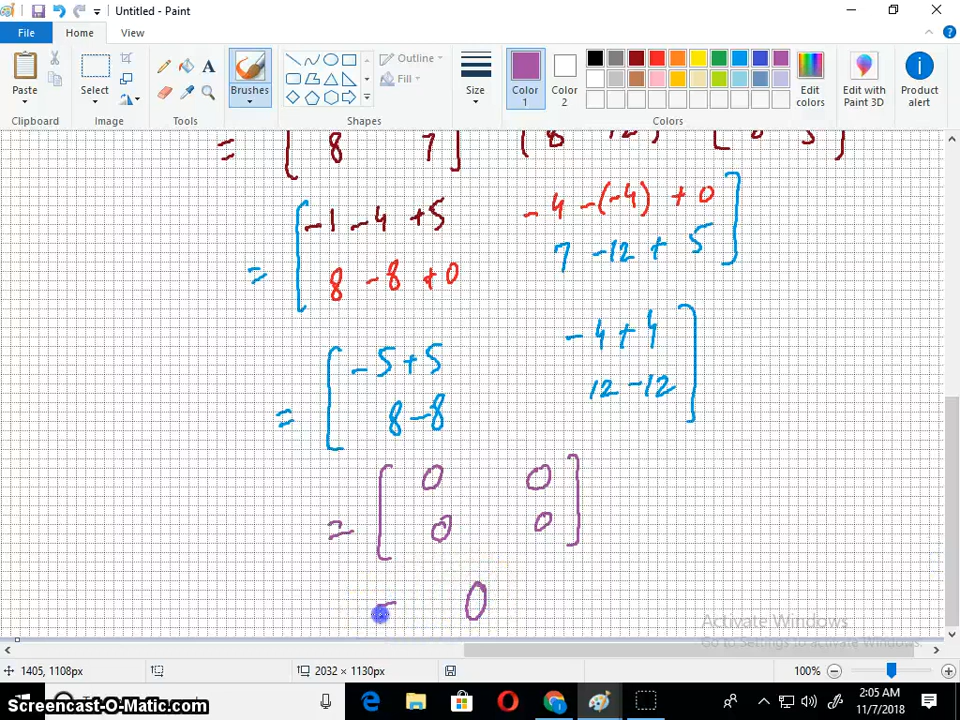 Untitled - Paint
File Home View
Paste Select Brushes Size Color 1 Color 2 Edit colors Edit with Paint 3D Product alert
Outline
Fill
Clipboard Image Tools Shapes Colors
= [ 8 7 ]
-1 -4 +5 -4 -(-4) +0
= 8 -8 +0 7 -12 + 5
-5+5 -4+4
= 8-8 12-12
0 0
= 0 0
0
Activate Windows
Go to Settings to activate Windows.
1405, 1108px 2032 × 1130px 100%
Screencast-O-Matic.com
2:05 AM
11/7/2018